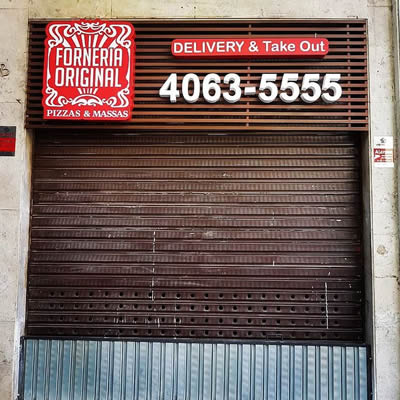 FORNERIA
ORIGINAL
PIZZAS & MASSAS
DELIVERY & Take Out
4063-5555